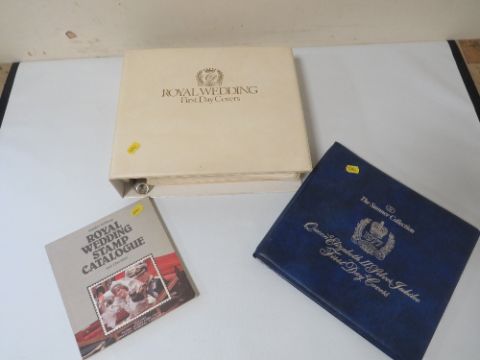 ROYAL WEDDING
First Day Covers
ROYAL
WEDDING
STAMP
CATALOGUE
The Sumner Collection
Queen Elizabeth II Silver Jubilee
First Day Covers